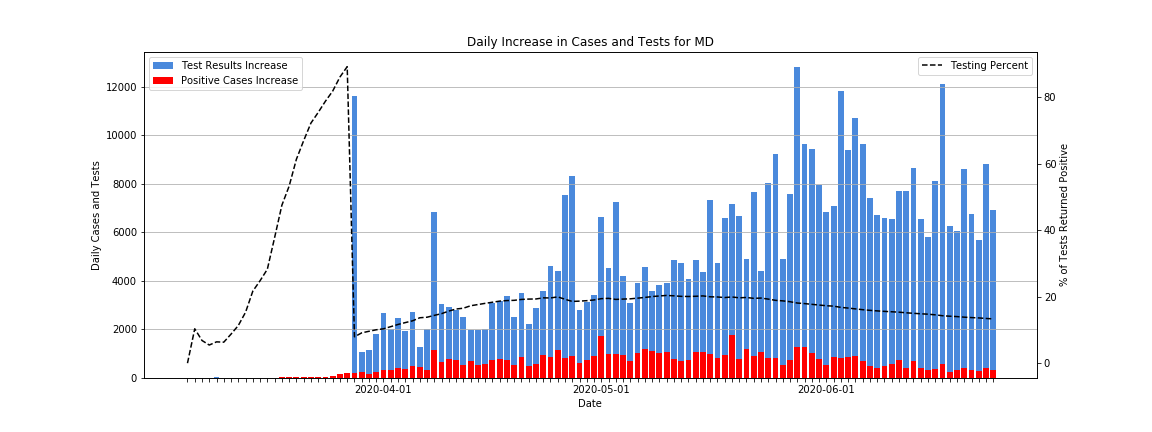 Daily Increase in Cases and Tests for MD
Test Results Increase
Positive Cases Increase
Testing Percent
12000
10000
8000
6000
4000
2000
0
Daily Cases and Tests
80
60
40
20
0
% of Tests Returned Positive
2020-04-01
2020-05-01
2020-06-01
Date